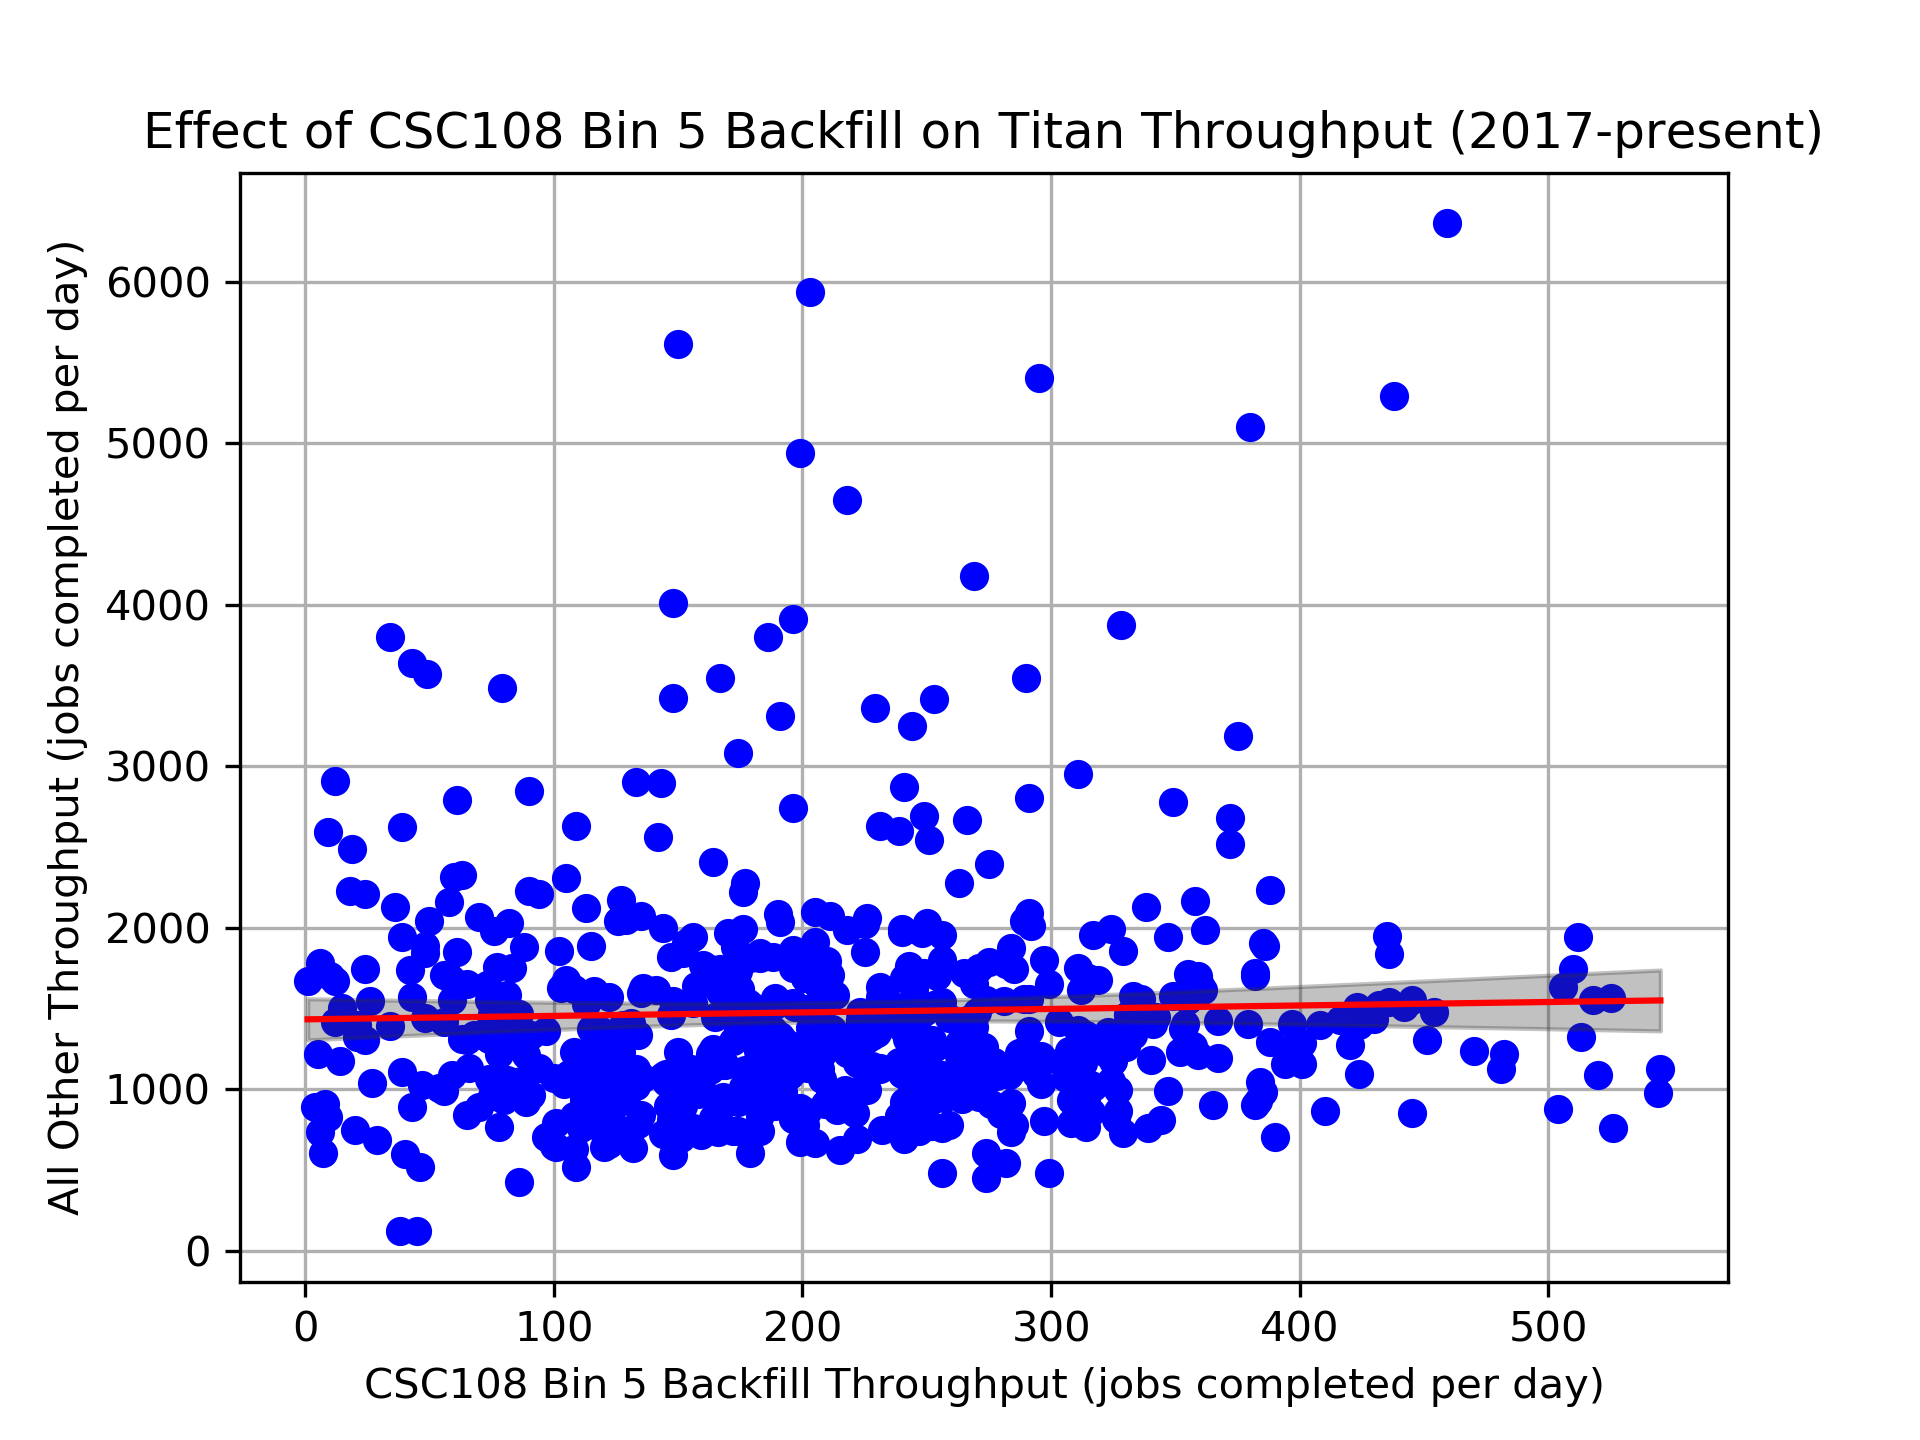 Effect of CSC108 Bin 5 Backfill on Titan Throughput (2017-present)
All Other Throughput (jobs completed per day)
6000
5000
4000
3000
2000
1000
0
0 100 200 300 400 500
CSC108 Bin 5 Backfill Throughput (jobs completed per day)